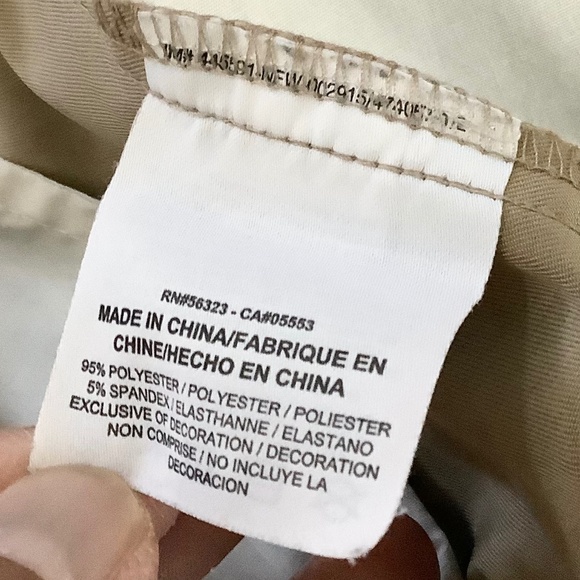 RN#56323 - CA#05553
MADE IN CHINA/FABRIQUE EN
CHINE/HECHO EN CHINA
95% POLYESTER / POLYESTER / POLIESTER
5% SPANDEX / ELASTHANNE / ELASTANO
EXCLUSIVE OF DECORATION / DECORATION
NON COMPRISE / NO INCLUYE LA
DECORACION